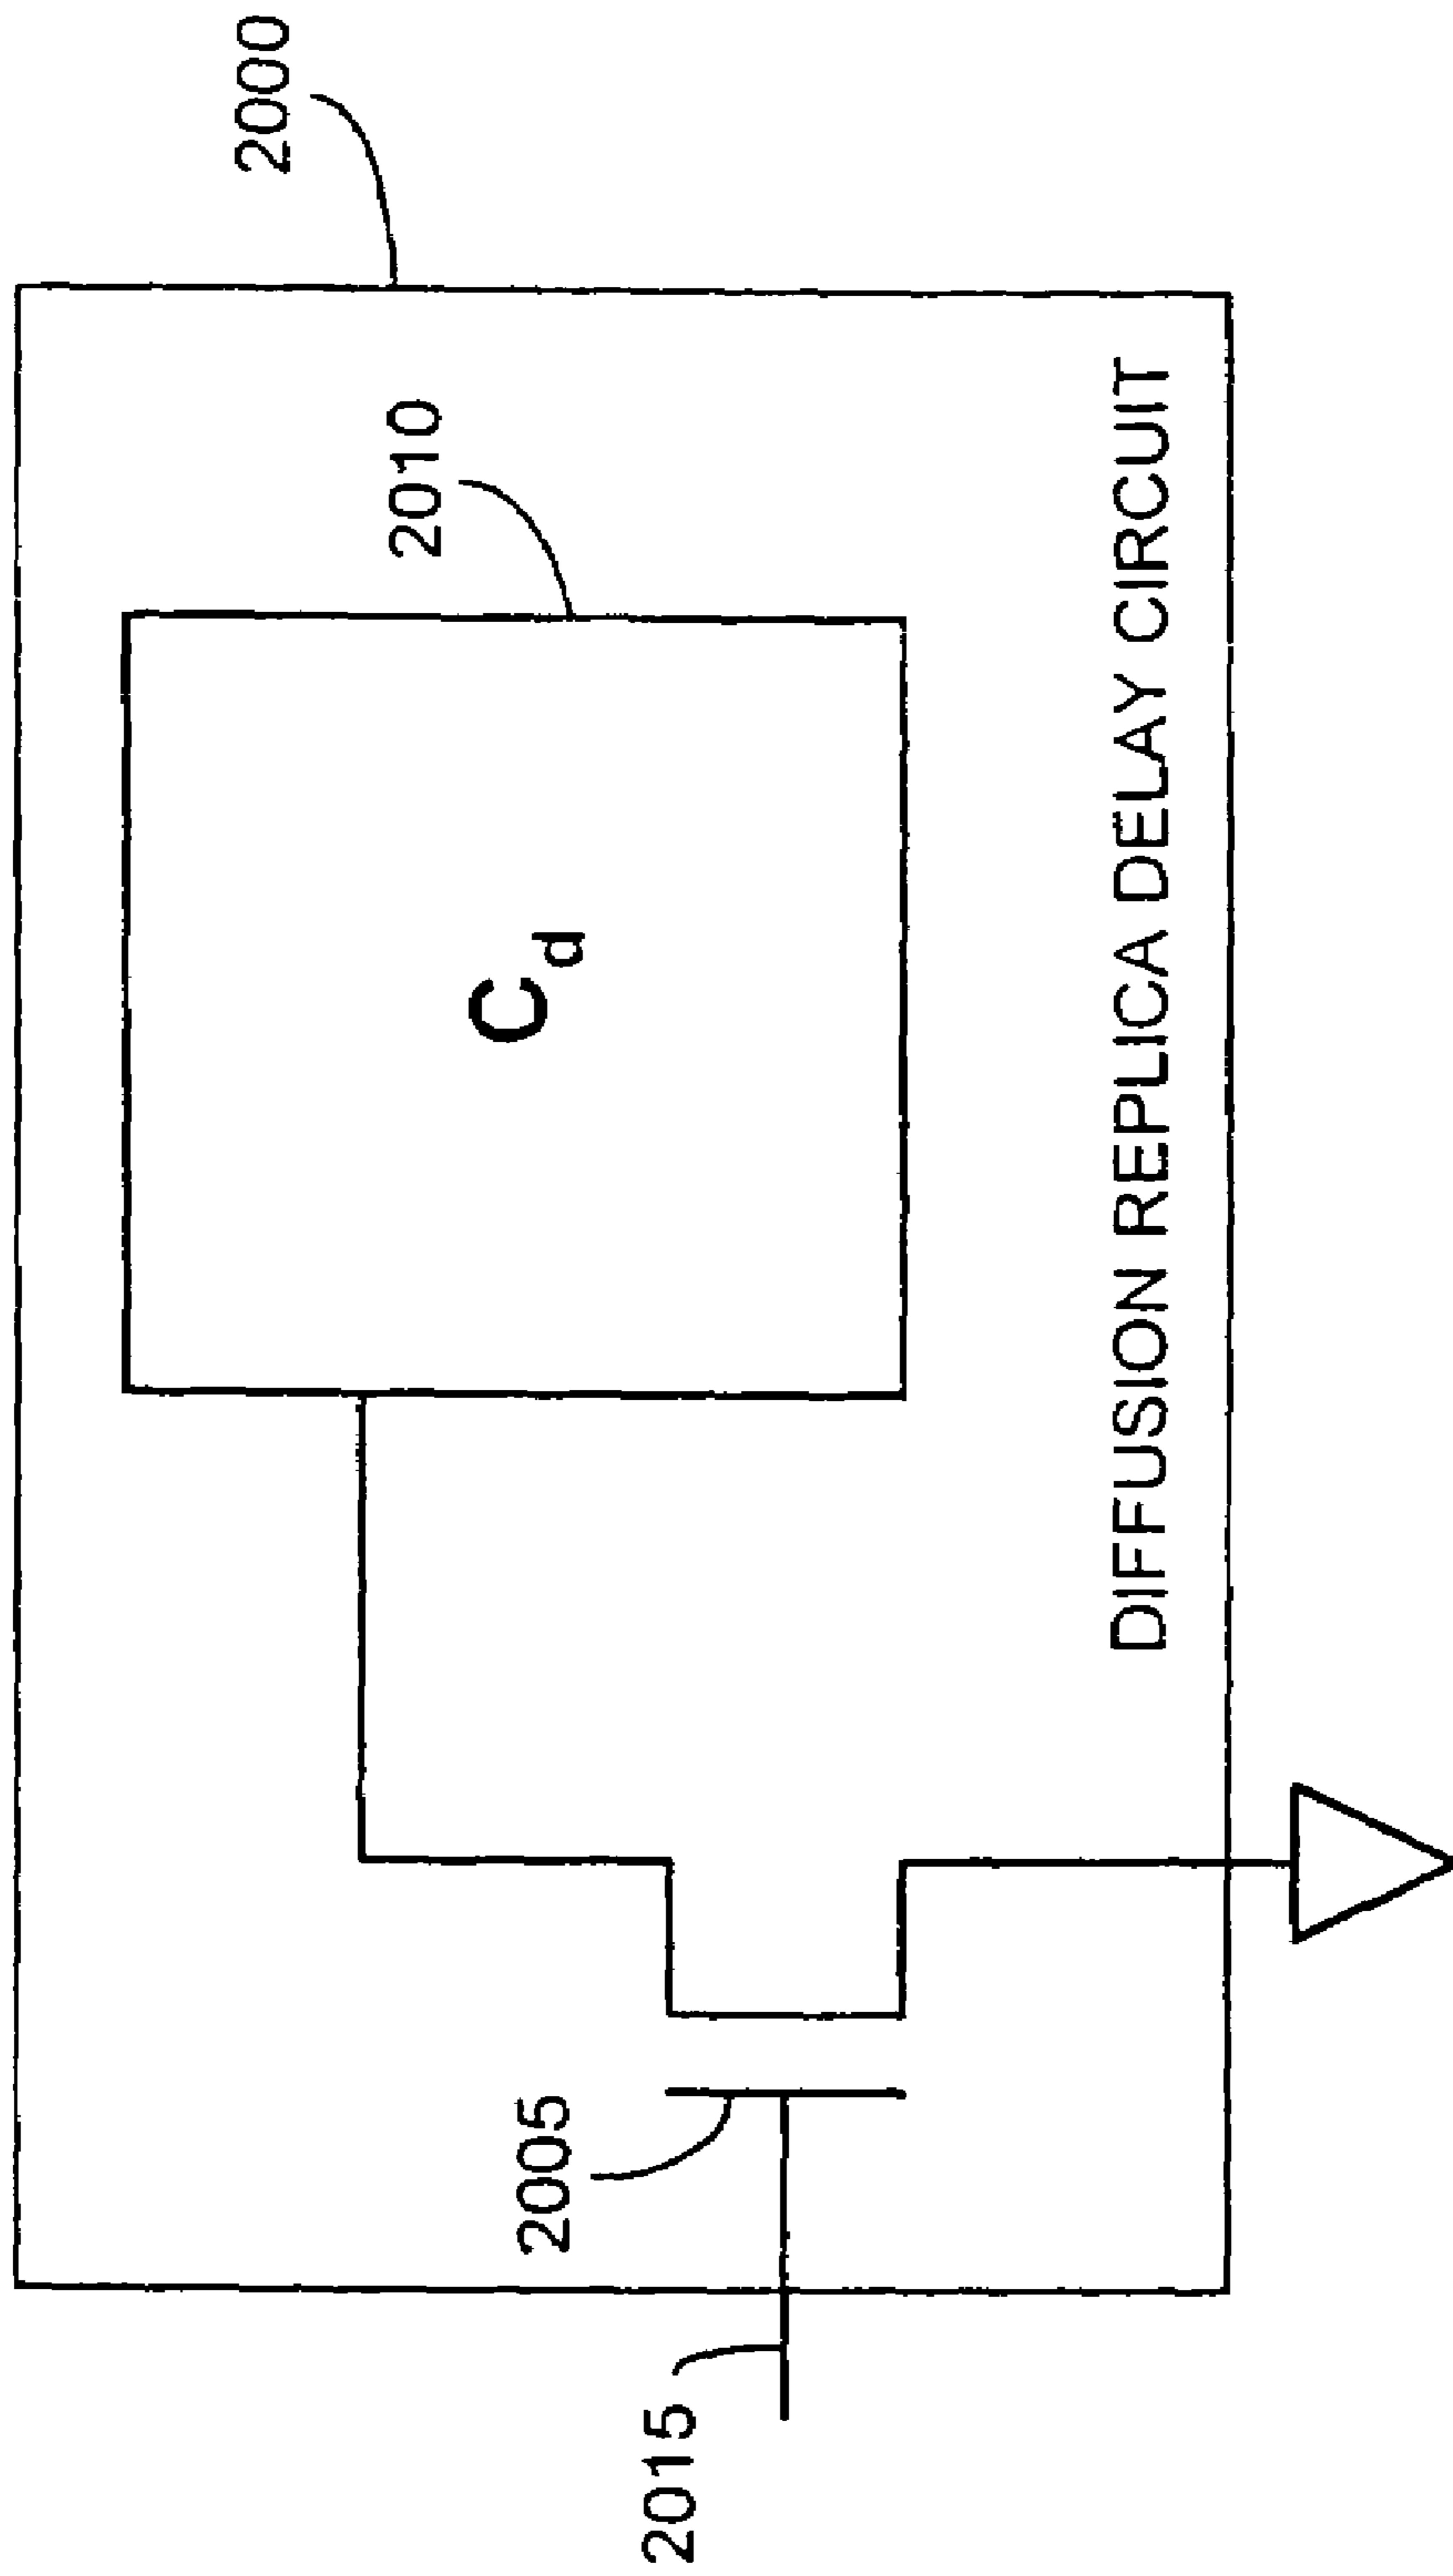 2000
2010
C_d
2005
2015
DIFFUSION REPLICA DELAY CIRCUIT